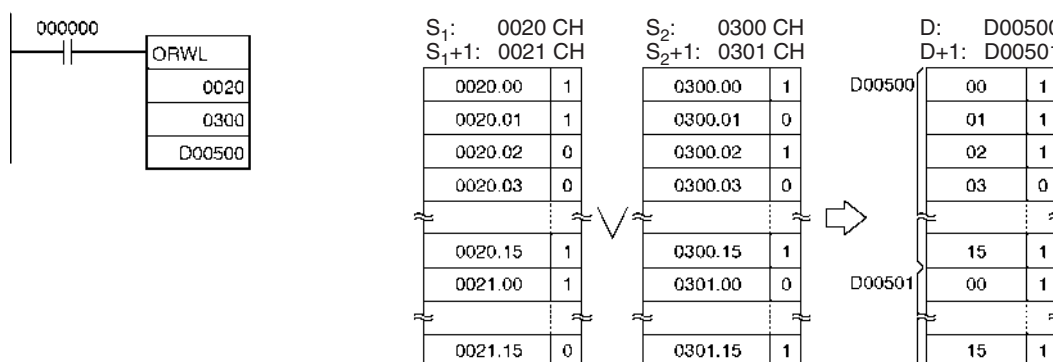 000000
ORWL
0020
0300
D00500
S₁: 0020 CH
S₁+1: 0021 CH
0020.00 1
0020.01 1
0020.02 0
0020.03 0
0020.15 1
0021.00 1
0021.15 0
S₂: 0300 CH
S₂+1: 0301 CH
0300.00 1
0300.01 0
0300.02 1
0300.03 0
0300.15 1
0301.00 0
0301.15 1
D: D00500
D+1: D00501
D00500 00 1
01 1
02 1
03 0
15 1
D00501 00 1
15 1